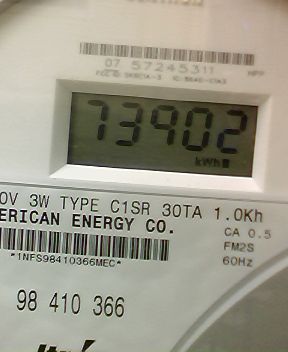 07 57245311
73902
kWh
0V 3W TYPE C1SR 30TA 1.0Kh
ERICAN ENERGY CO.
CA 0.5
FM2S
60Hz
*1NFS98410366MEC*
98 410 366